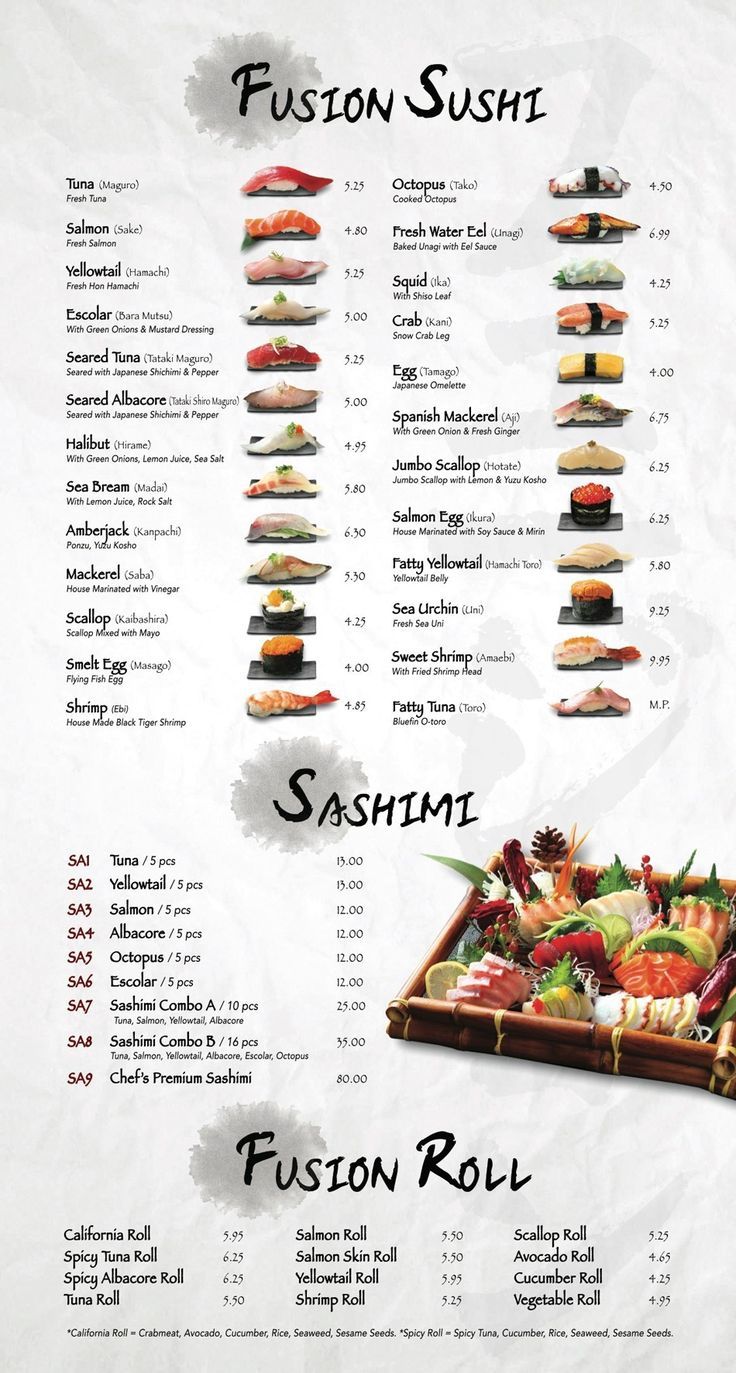 FUSION SUSHI
Tuna (Maguro) 5.25
Fresh Tuna
Salmon (Sake) 4.80
Fresh Salmon
Yellowtail (Hamachi) 5.25
Fresh Hon Hamachi
Escolar (Bara Mutsu) 5.00
With Green Onions & Mustard Dressing
Seared Tuna (Tataki Maguro) 5.25
Seared with Japanese Shichimi & Pepper
Seared Albacore (Tataki Shiro Maguro) 5.00
Seared with Japanese Shichimi & Pepper
Halibut (Hirame) 4.95
With Green Onions, Lemon Juice, Sea Salt
Sea Bream (Madai) 5.80
With Lemon Juice, Rock Salt
Amberjack (Kanpachi) 6.30
Ponzu, Yuzu Kosho
Mackerel (Saba) 5.30
House Marinated with Vinegar
Scallop (Kaibashira) 4.25
Scallop Mixed with Mayo
Smelt Egg (Masago) 4.00
Flying Fish Egg
Shrimp (Ebi) 4.85
House Made Black Tiger Shrimp
Octopus (Tako) 4.50
Cooked Octopus
Fresh Water Eel (Unagi) 6.99
Baked Unagi with Eel Sauce
Squid (Ika) 4.25
With Shiso Leaf
Crab (Kani) 5.25
Snow Crab Leg
Egg (Tamago) 4.00
Japanese Omelette
Spanish Mackerel (Aji) 6.75
With Green Onion & Fresh Ginger
Jumbo Scallop (Hotate) 6.25
Jumbo Scallop with Lemon & Yuzu Kosho
Salmon Egg (Ikura) 6.25
House Marinated with Soy Sauce & Mirin
Fatty Yellowtail (Hamachi Toro) 5.80
Yellowtail Belly
Sea Urchin (Uni) 9.25
Fresh Sea Uni
Sweet Shrimp (Amaebi) 9.95
With Fried Shrimp Head
Fatty Tuna (Toro) M.P.
Bluefin O-toro
SASHIMI
SA1 Tuna / 5 pcs 13.00
SA2 Yellowtail / 5 pcs 13.00
SA3 Salmon / 5 pcs 12.00
SA4 Albacore / 5 pcs 12.00
SA5 Octopus / 5 pcs 12.00
SA6 Escolar / 5 pcs 12.00
SA7 Sashimi Combo A / 10 pcs 25.00
Tuna, Salmon, Yellowtail, Albacore
SA8 Sashimi Combo B / 16 pcs 35.00
Tuna, Salmon, Yellowtail, Albacore, Escolar, Octopus
SA9 Chef's Premium Sashimi 80.00
FUSION ROLL
California Roll 5.95
Spicy Tuna Roll 6.25
Spicy Albacore Roll 6.25
Tuna Roll 5.50
Salmon Roll 5.50
Salmon Skin Roll 5.50
Yellowtail Roll 5.95
Shrimp Roll 5.25
Scallop Roll 5.25
Avocado Roll 4.65
Cucumber Roll 4.25
Vegetable Roll 4.95
*California Roll = Crabmeat, Avocado, Cucumber, Rice, Seaweed, Sesame Seeds. *Spicy Roll = Spicy Tuna, Cucumber, Rice, Seaweed, Sesame Seeds.